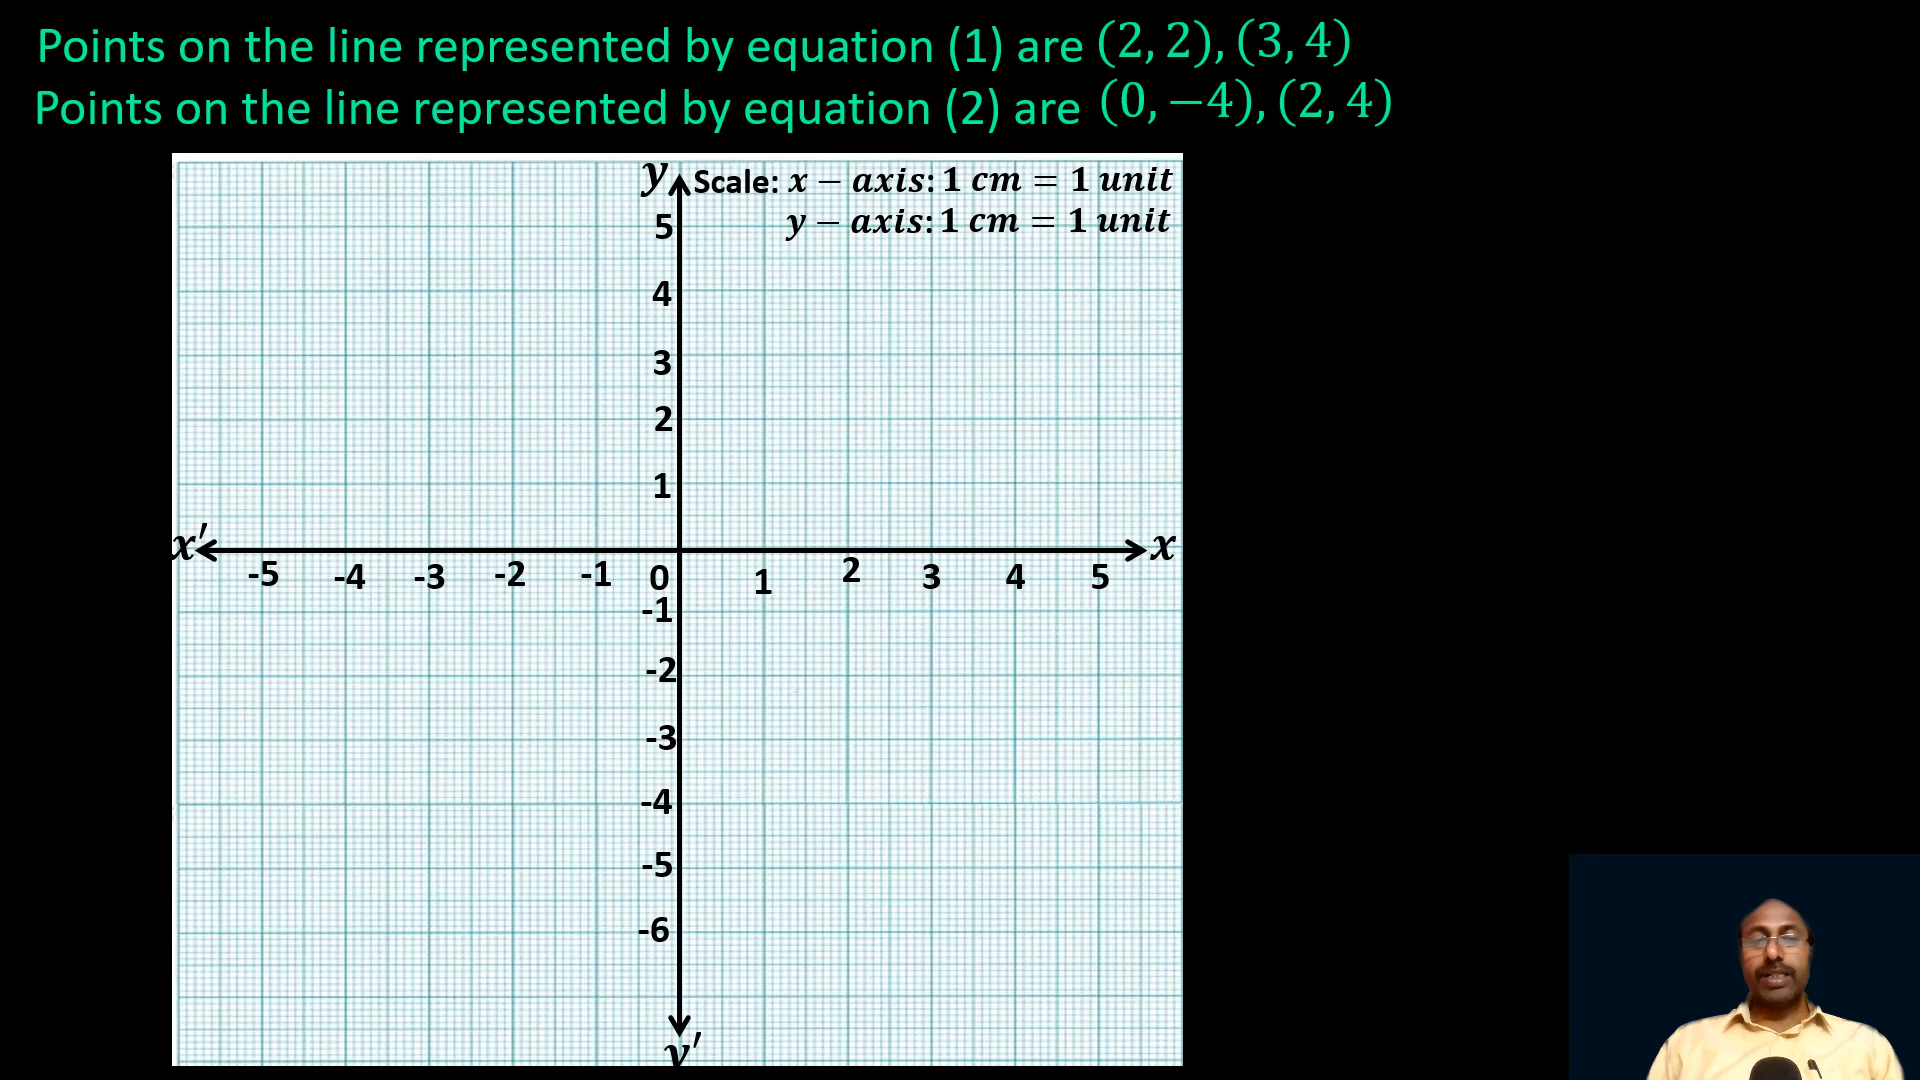 Points on the line represented by equation (1) are (2, 2), (3, 4)
Points on the line represented by equation (2) are (0, −4), (2, 4)
y Scale: x − axis: 1 cm = 1 unit
y − axis: 1 cm = 1 unit
5
4
3
2
1
x′ x
-5 -4 -3 -2 -1 0 1 2 3 4 5
-1
-2
-3
-4
-5
-6
y′